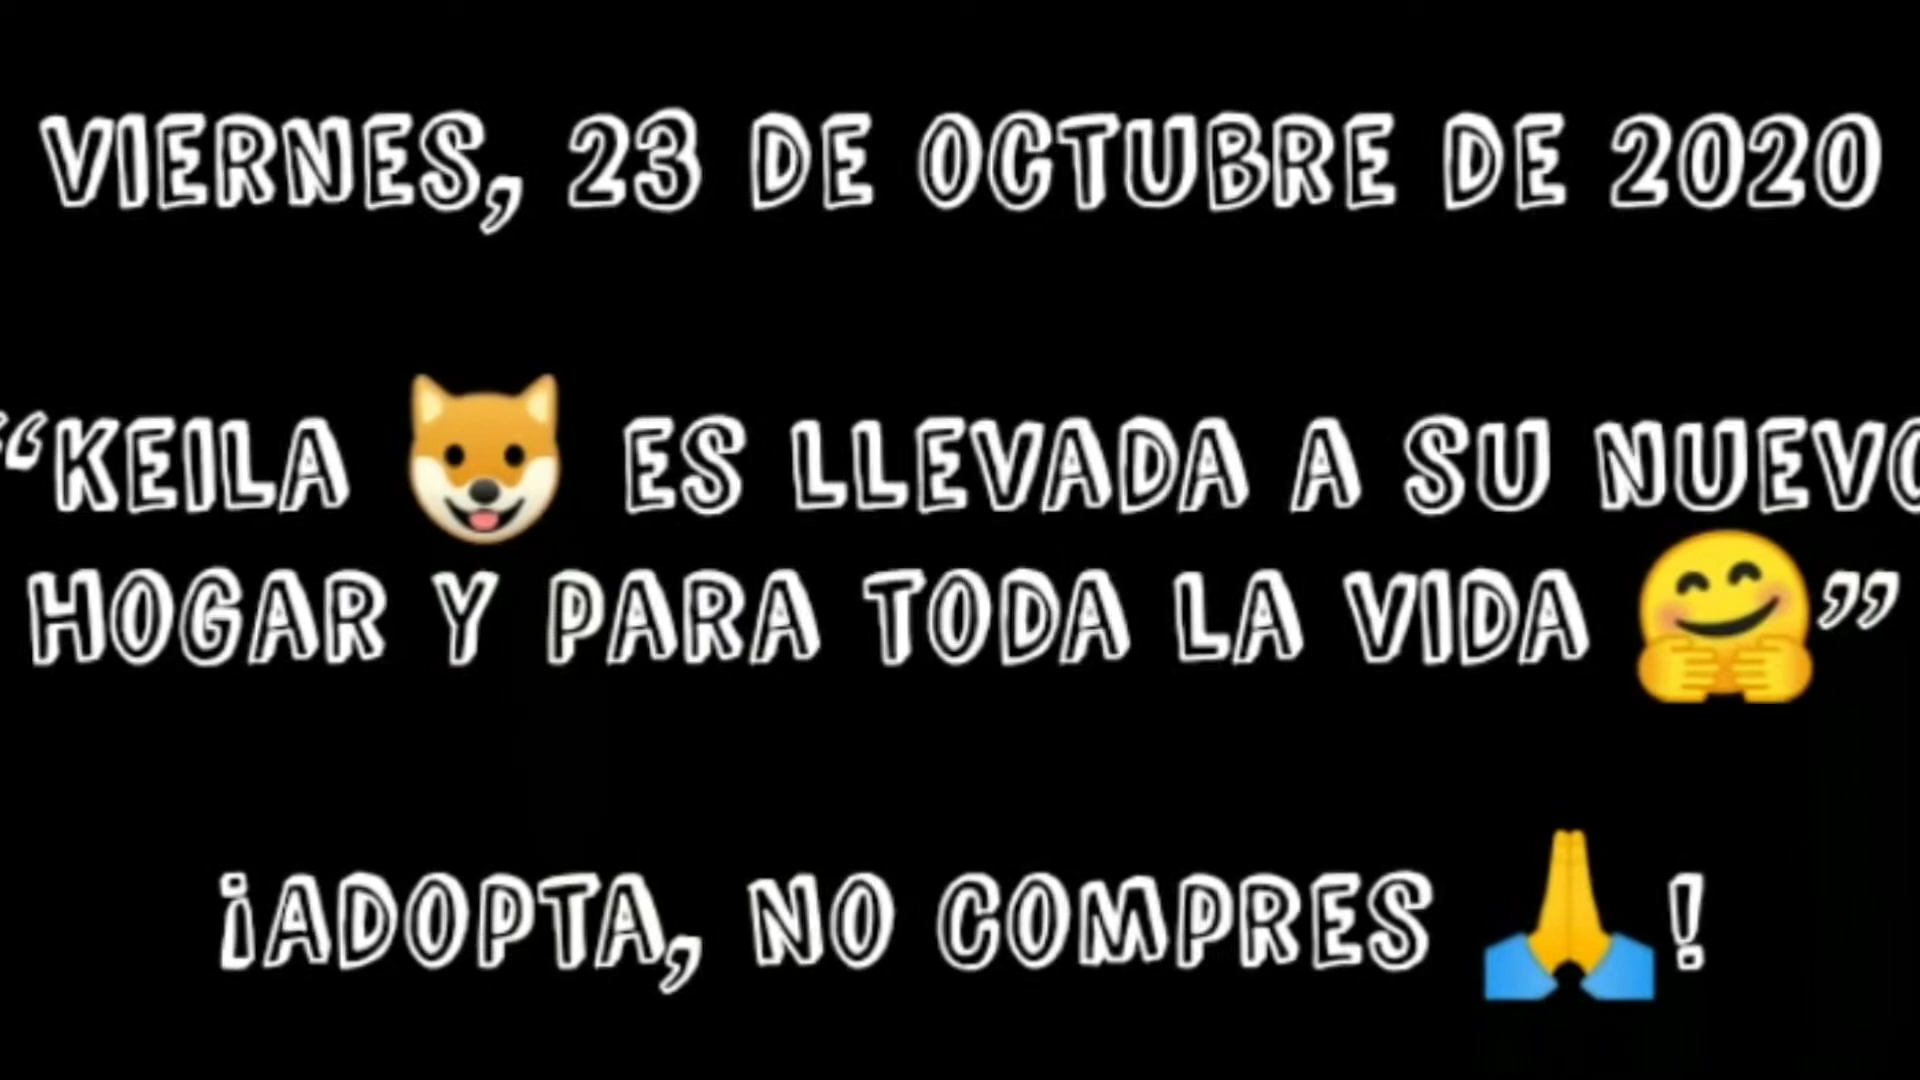 VIERNES, 23 DE OCTUBRE DE 2020
“KEILA 🐶 ES LLEVADA A SU NUEVO
HOGAR Y PARA TODA LA VIDA 🤗”
¡ADOPTA, NO COMPRES 🙏!